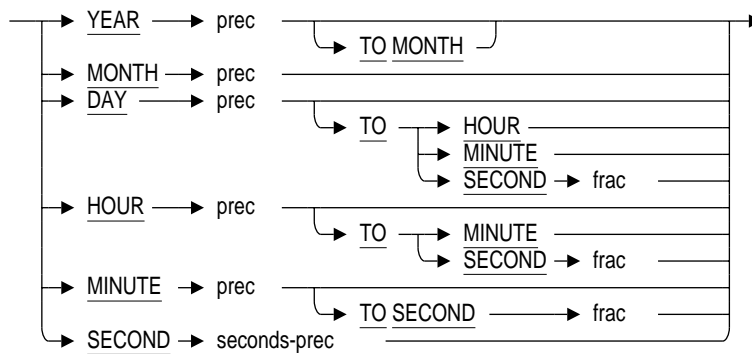 YEAR prec
TO MONTH
MONTH prec
DAY prec
TO HOUR
MINUTE
SECOND frac
HOUR prec
TO MINUTE
SECOND frac
MINUTE prec
TO SECOND frac
SECOND seconds-prec